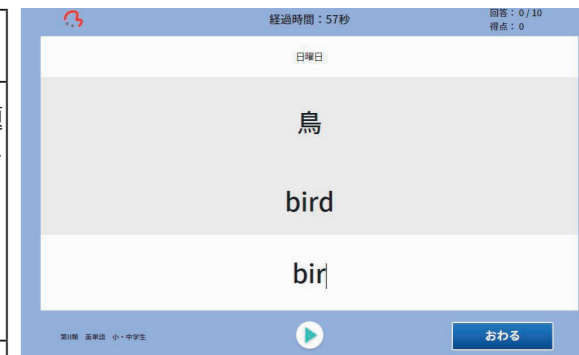 経過時間：57秒
回答：0/10
得点：0
日曜日
鳥
bird
bir
第II類 英単語 小・中学生
おわる